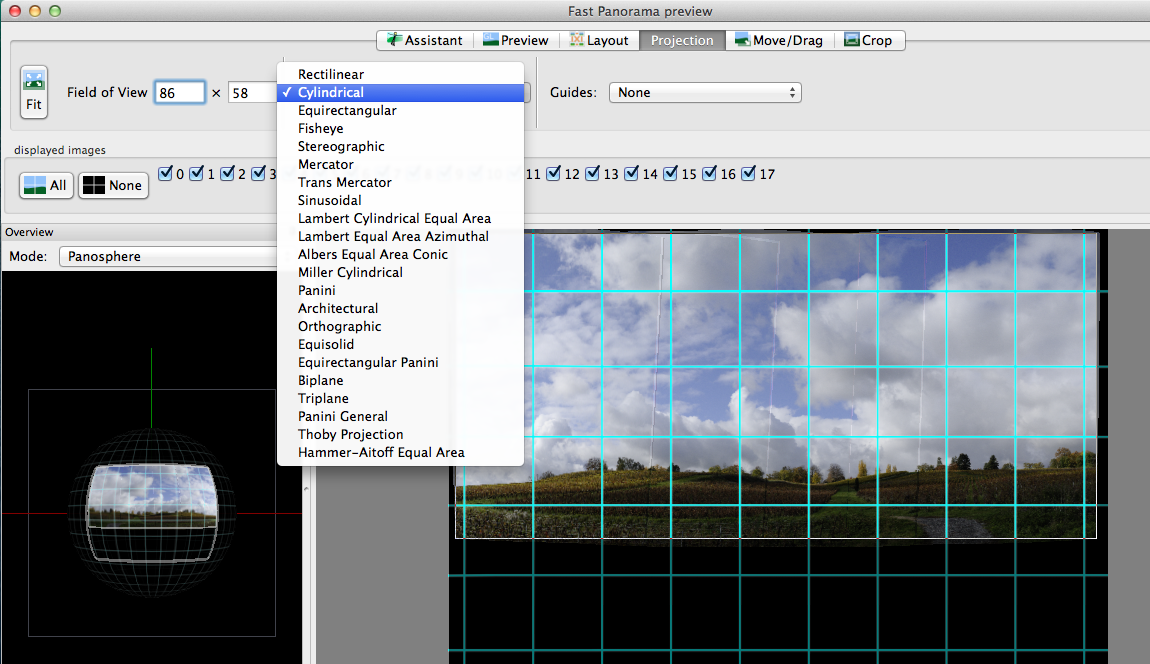 Fast Panorama preview
Assistant Preview Layout Projection Move/Drag Crop
Fit
Field of View 86 × 58
Guides: None
Rectilinear
✓ Cylindrical
Equirectangular
Fisheye
Stereographic
Mercator
Trans Mercator
Sinusoidal
Lambert Cylindrical Equal Area
Lambert Equal Area Azimuthal
Albers Equal Area Conic
Miller Cylindrical
Panini
Architectural
Orthographic
Equisolid
Equirectangular Panini
Biplane
Triplane
Panini General
Thoby Projection
Hammer-Aitoff Equal Area
displayed images
All None 0 1 2 3 11 12 13 14 15 16 17
Overview
Mode: Panosphere